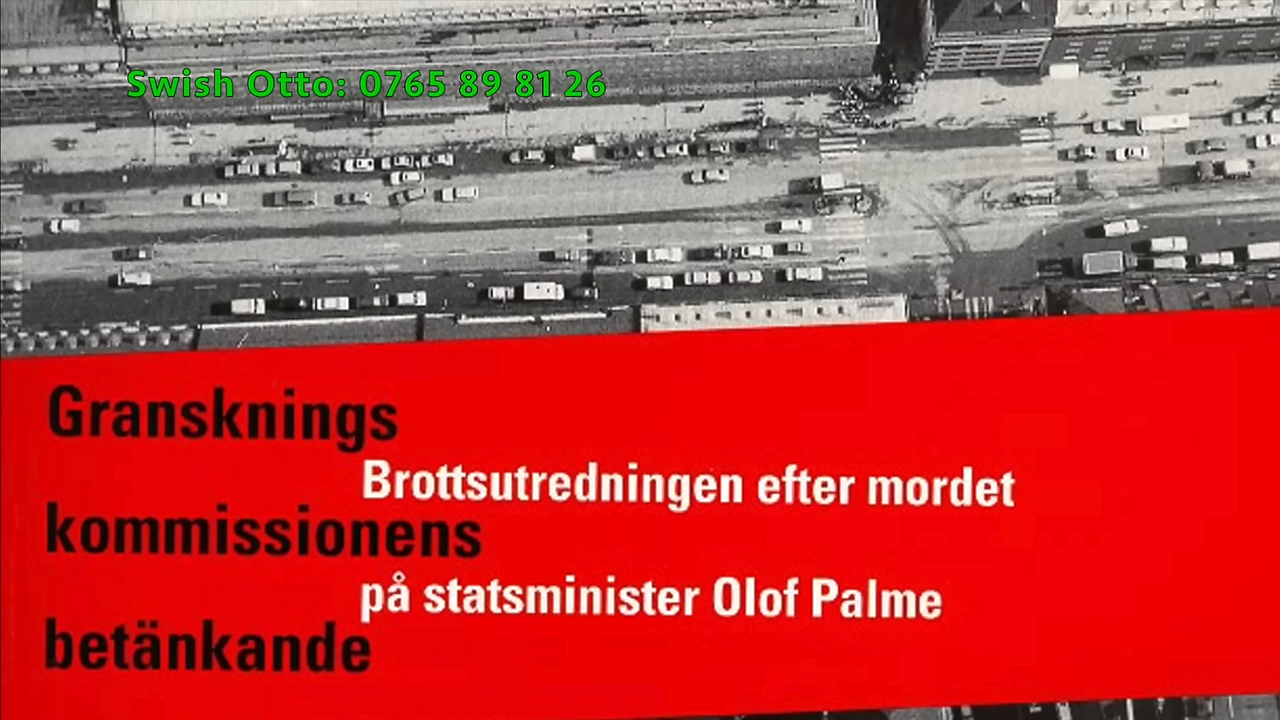 Swish Otto: 0765 89 81 26
Gransknings
Brottsutredningen efter mordet
kommissionens
på statsminister Olof Palme
betänkande